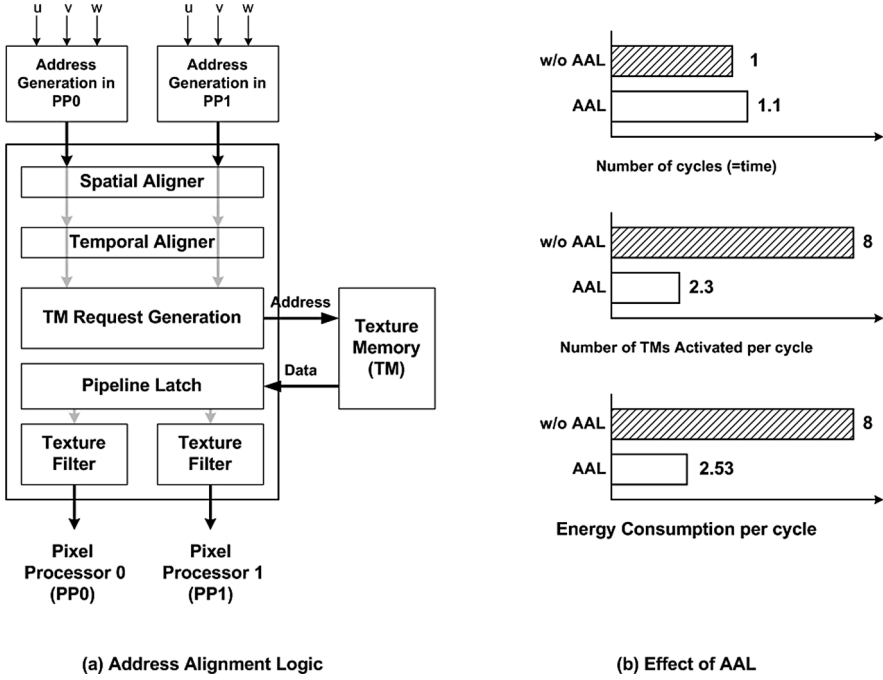 u v w
u v w
Address
Generation in
PP0
Address
Generation in
PP1
Spatial Aligner
Temporal Aligner
TM Request Generation
Address
Texture
Memory
(TM)
Data
Pipeline Latch
Texture
Filter
Texture
Filter
Pixel
Processor 0
(PP0)
Pixel
Processor 1
(PP1)
(a) Address Alignment Logic
w/o AAL 1
AAL 1.1
Number of cycles (=time)
w/o AAL 8
AAL 2.3
Number of TMs Activated per cycle
w/o AAL 8
AAL 2.53
Energy Consumption per cycle
(b) Effect of AAL